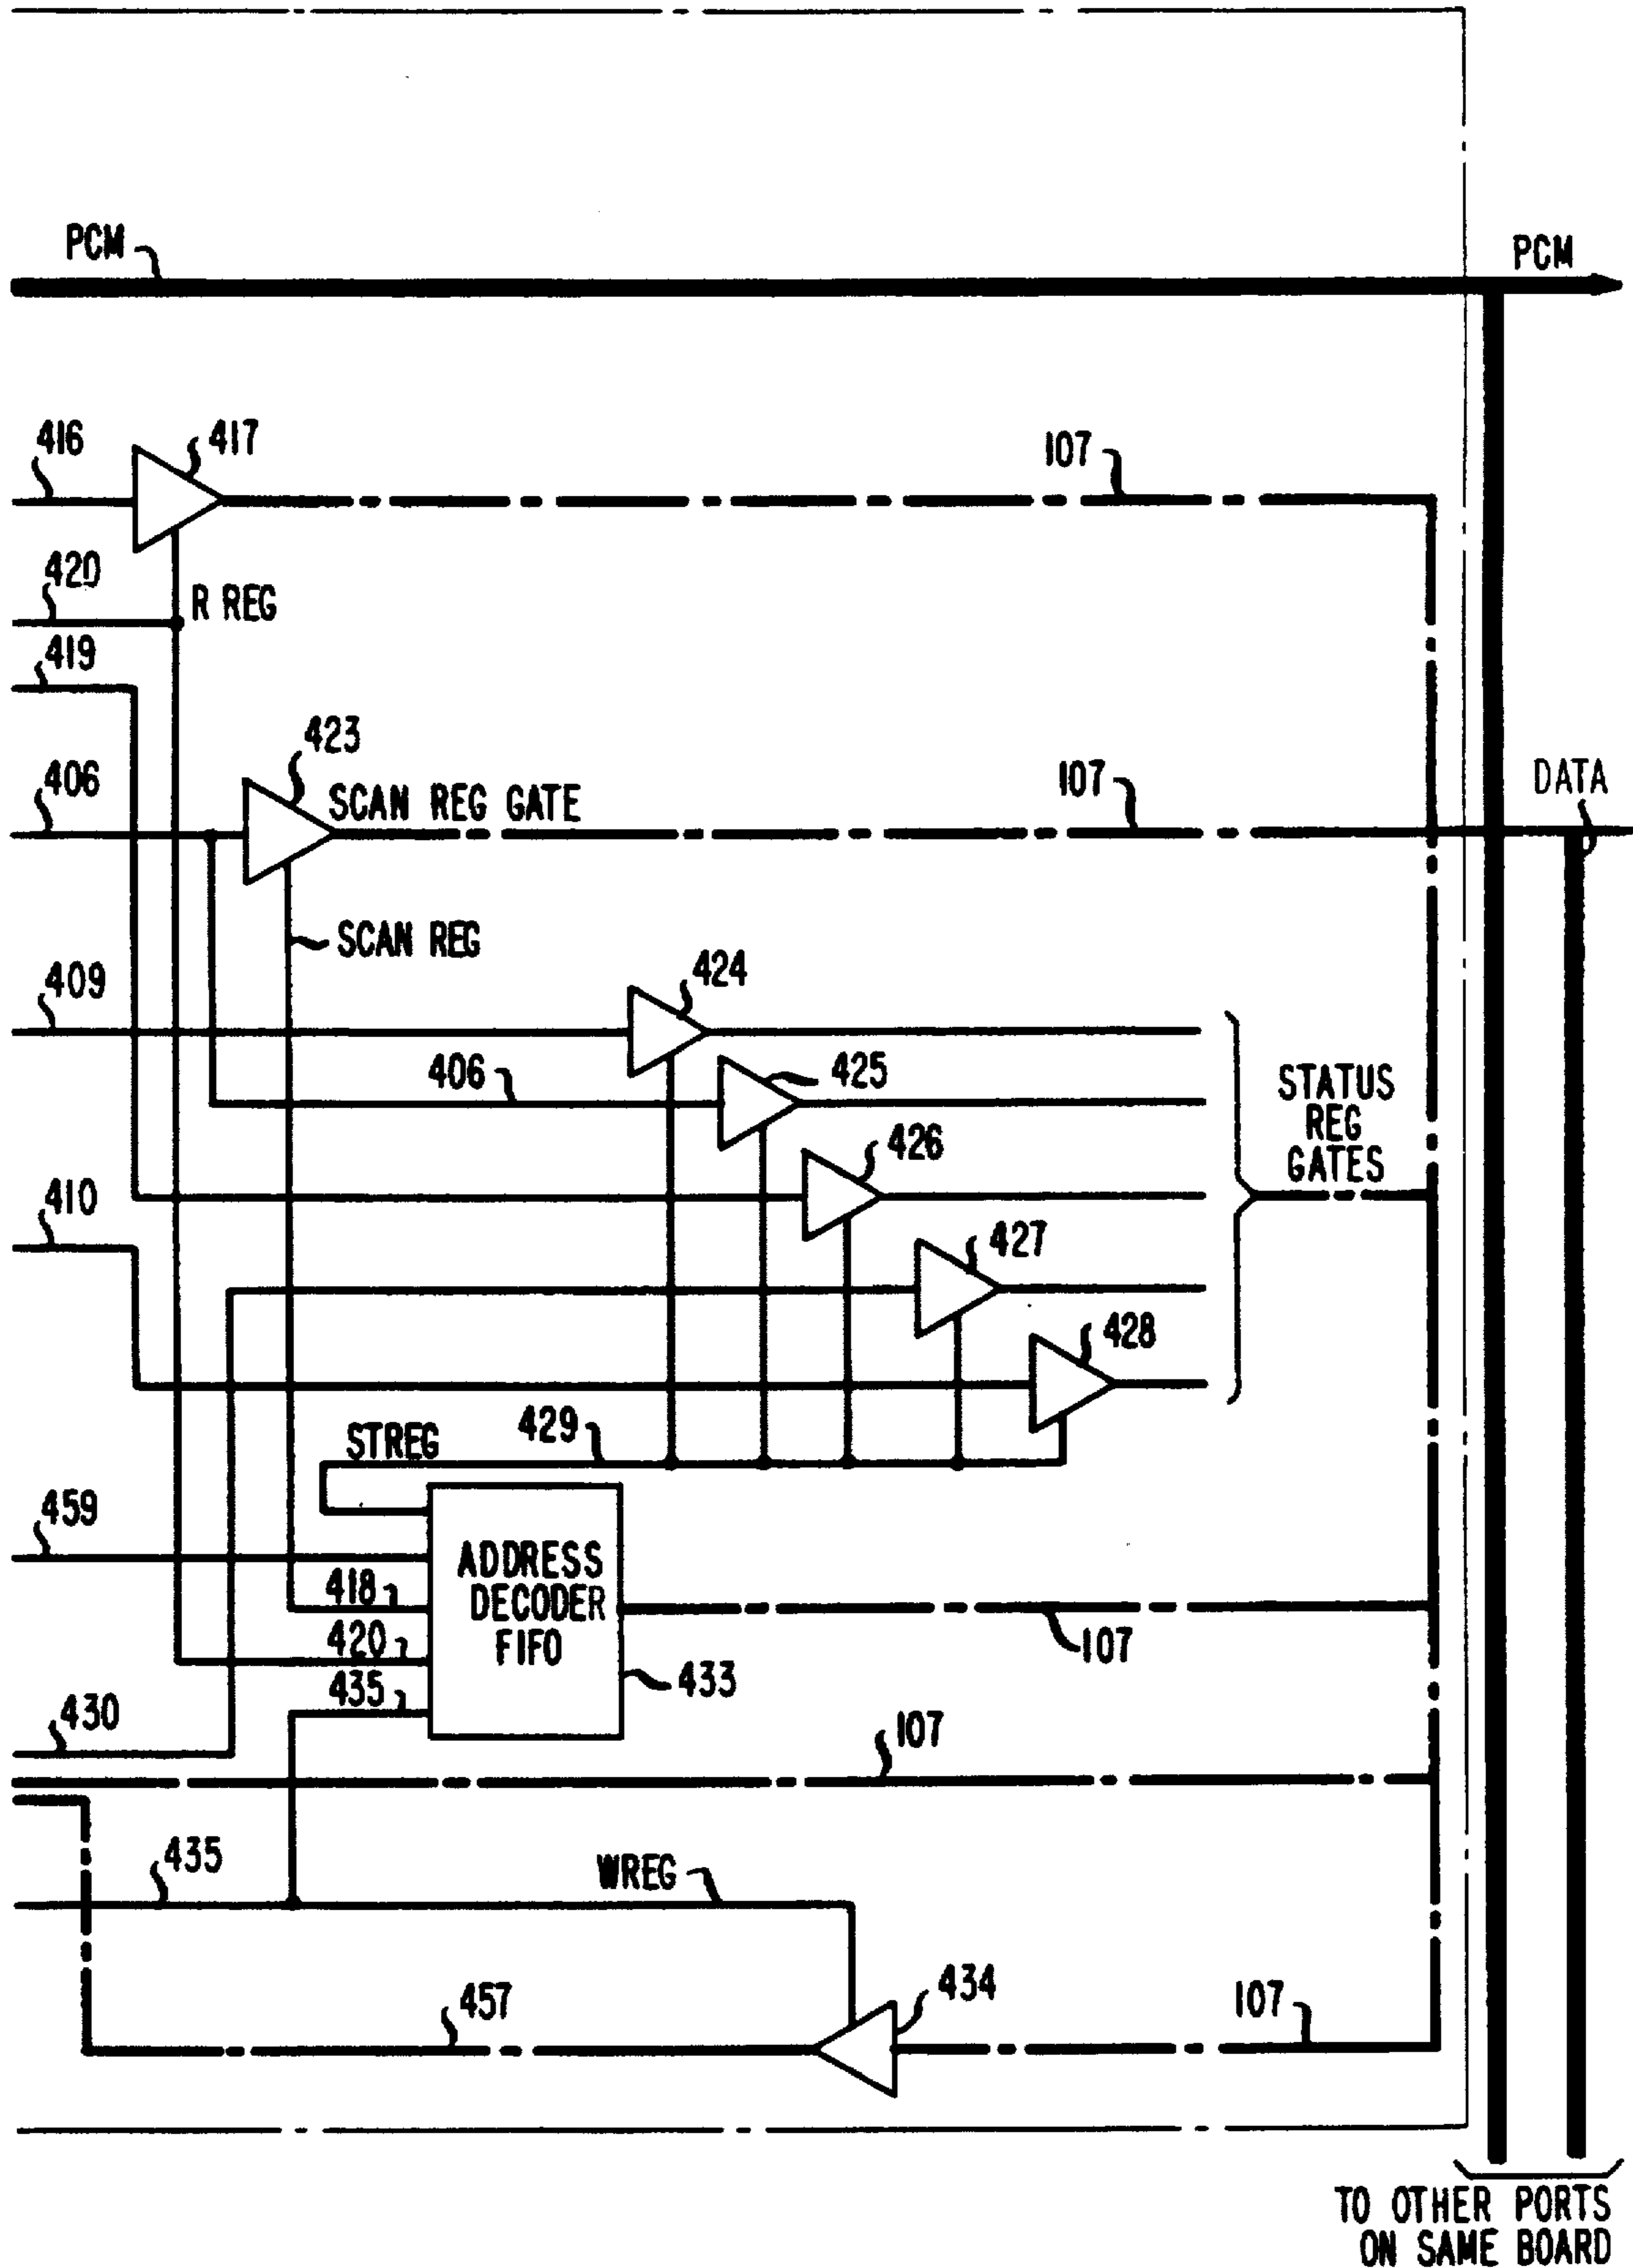 PCM
PCM
416
417
107
420
R REG
419
423
406
SCAN REG GATE
107
DATA
SCAN REG
409
424
406
425
STATUS
REG
GATES
426
410
427
428
STREG
429
459
ADDRESS
DECODER
FIFO
418
420
435
107
433
430
107
435
WREG
434
457
107
TO OTHER PORTS
ON SAME BOARD